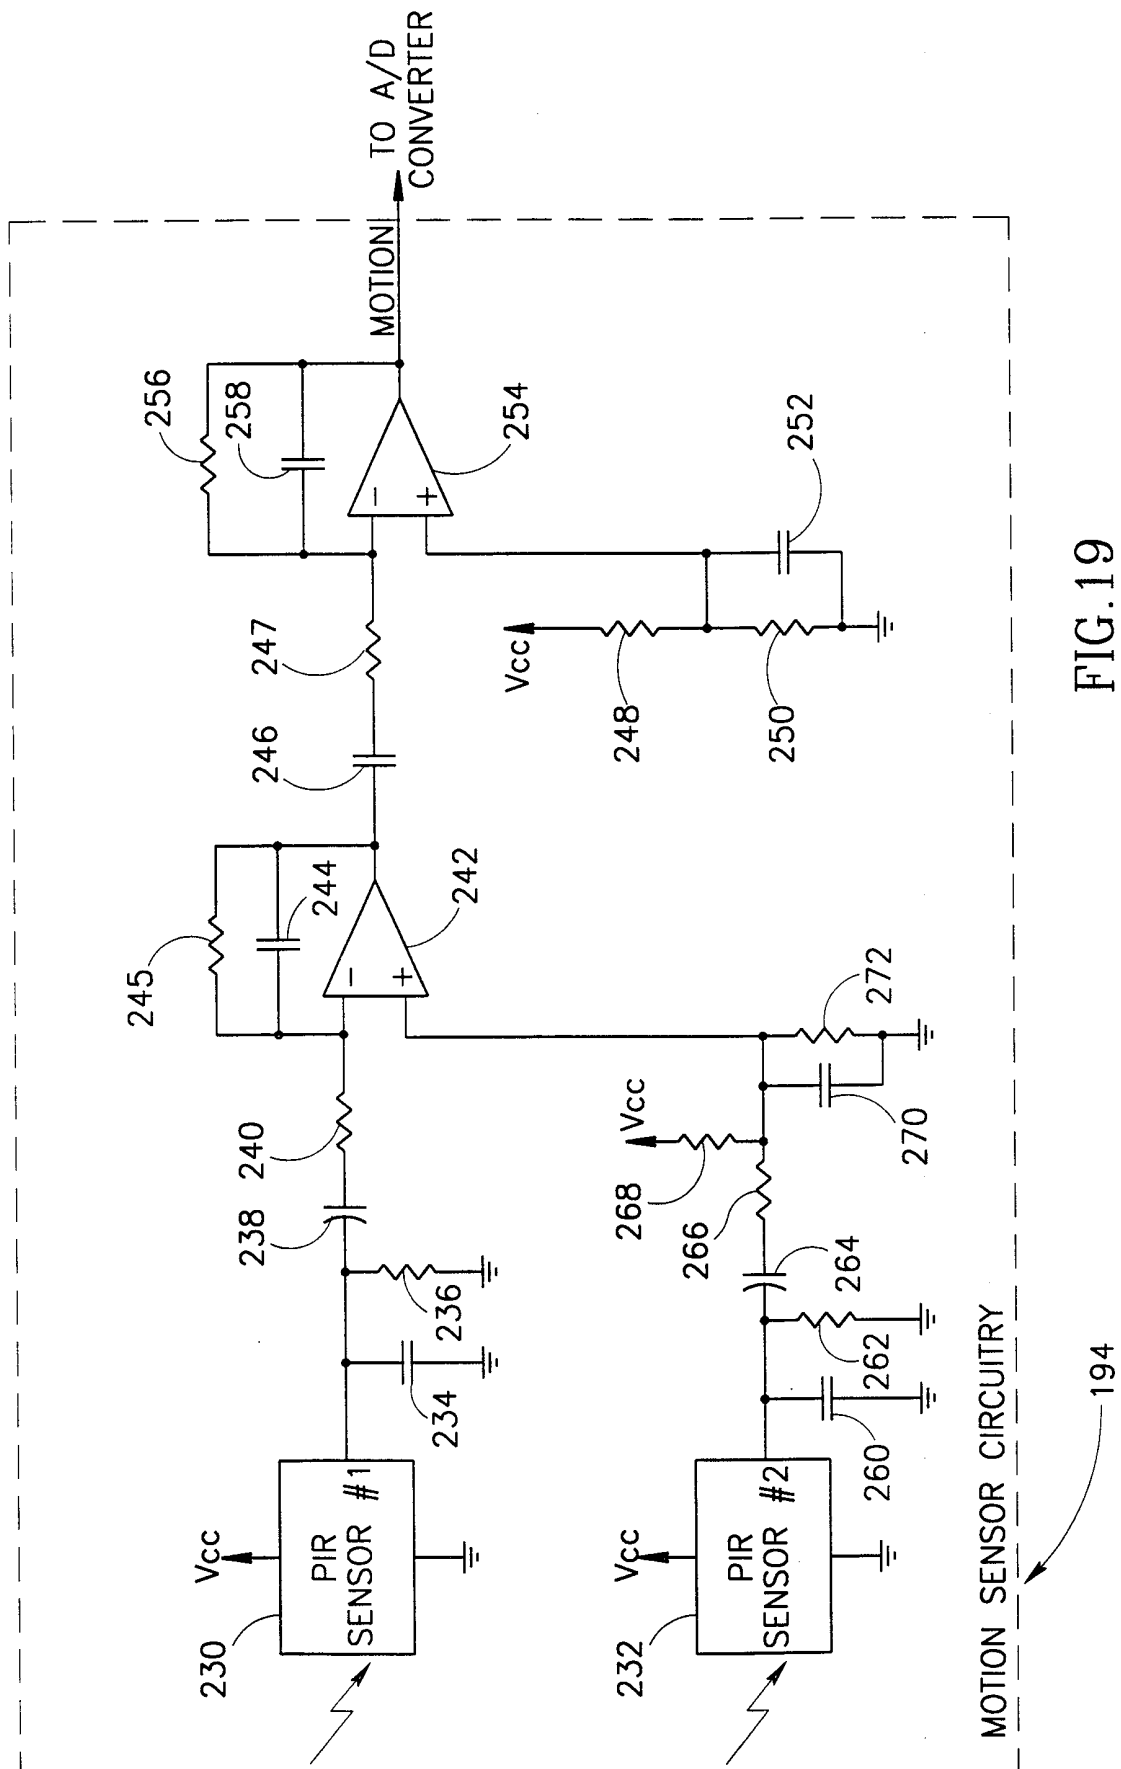 TO A/D
CONVERTER
MOTION
256
258
254
252
247
246
Vcc
248
250
245
244
242
240
238
236
234
Vcc
268
266
272
270
264
262
260
Vcc
230
PIR
SENSOR
#1
Vcc
232
PIR
SENSOR
#2
-
+
-
+
MOTION SENSOR CIRCUITRY
194
FIG.19